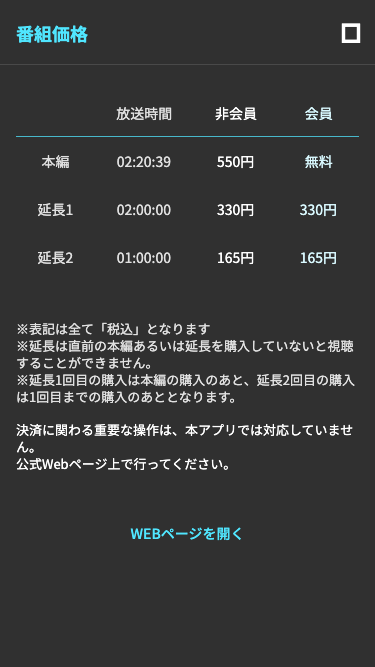 番組価格
放送時間 非会員 会員
本編 02:20:39 550円 無料
延長1 02:00:00 330円 330円
延長2 01:00:00 165円 165円
※表記は全て「税込」となります
※延長は直前の本編あるいは延長を購入していないと視聴
することができません。
※延長1回目の購入は本編の購入のあと、延長2回目の購入
は1回目までの購入のあととなります。
決済に関わる重要な操作は、本アプリでは対応していませ
ん。
公式Webページ上で行ってください。
WEBページを開く